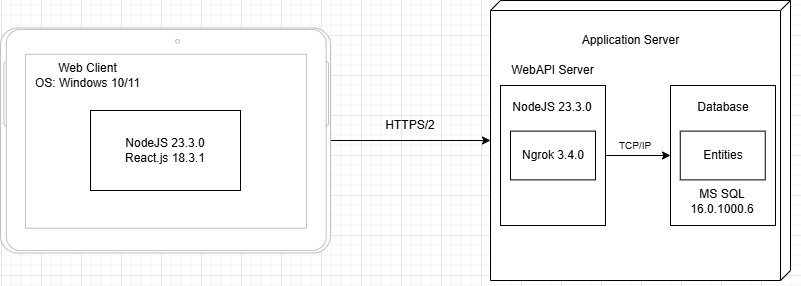 Web Client
OS: Windows 10/11
NodeJS 23.3.0
React.js 18.3.1
HTTPS/2
Application Server
WebAPI Server
NodeJS 23.3.0
Ngrok 3.4.0
TCP/IP
Database
Entities
MS SQL
16.0.1000.6